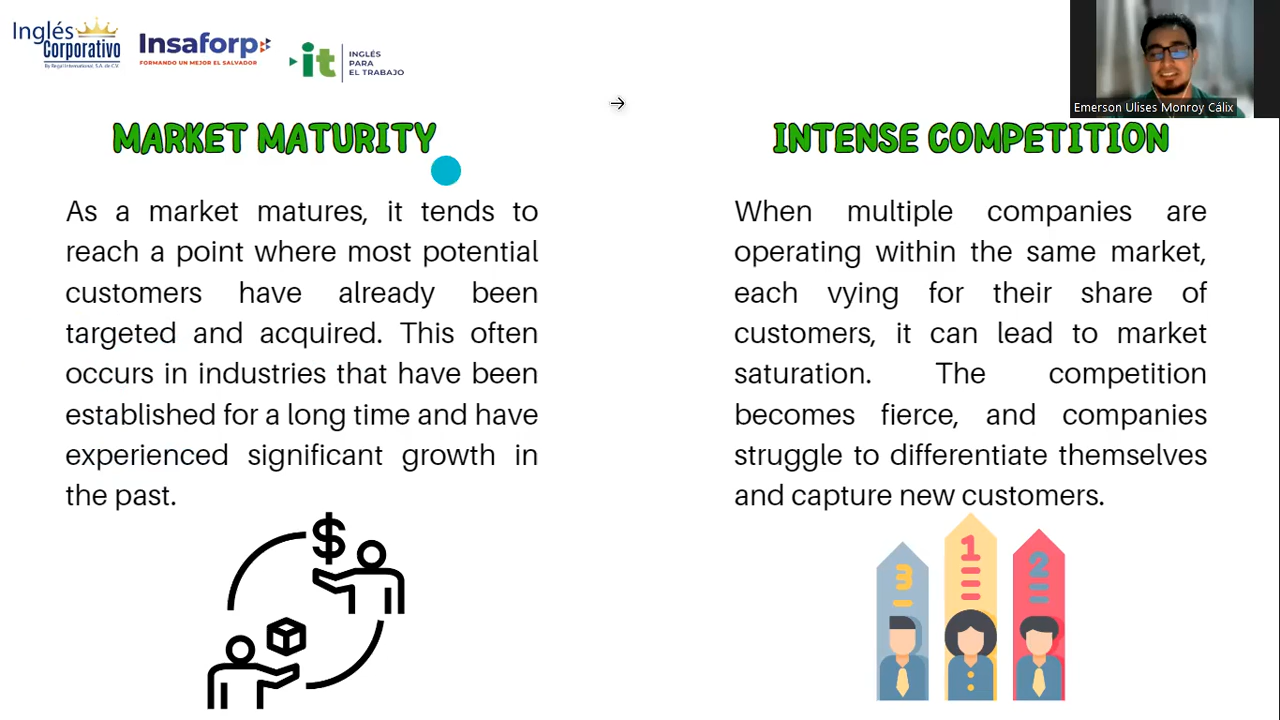 Inglés
Corporativo
By Regal International, S.A. de C.V.
Insaforp
FORMANDO UN MEJOR EL SALVADOR
it
INGLÉS
PARA
EL TRABAJO
Emerson Ulises Monroy Cálix
MARKET MATURITY
As a market matures, it tends to
reach a point where most potential
customers have already been
targeted and acquired. This often
occurs in industries that have been
established for a long time and have
experienced significant growth in
the past.
$
INTENSE COMPETITION
When multiple companies are
operating within the same market,
each vying for their share of
customers, it can lead to market
saturation. The competition
becomes fierce, and companies
struggle to differentiate themselves
and capture new customers.
3
1
2